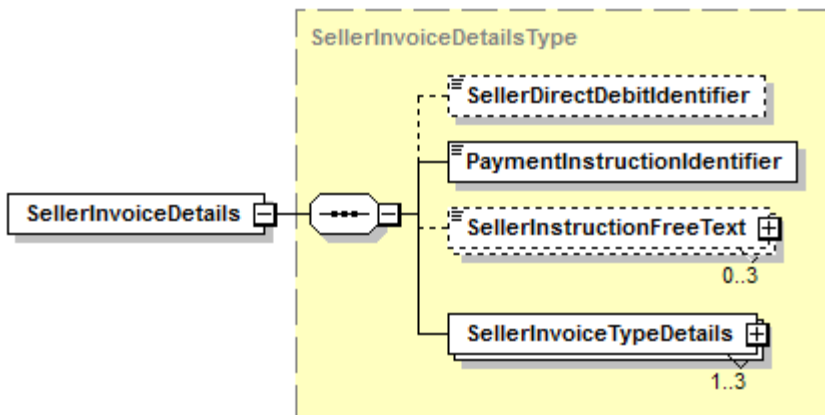 SellerInvoiceDetailsType
SellerDirectDebitIdentifier
PaymentInstructionIdentifier
SellerInvoiceDetails
SellerInstructionFreeText
0..3
SellerInvoiceTypeDetails
1..3